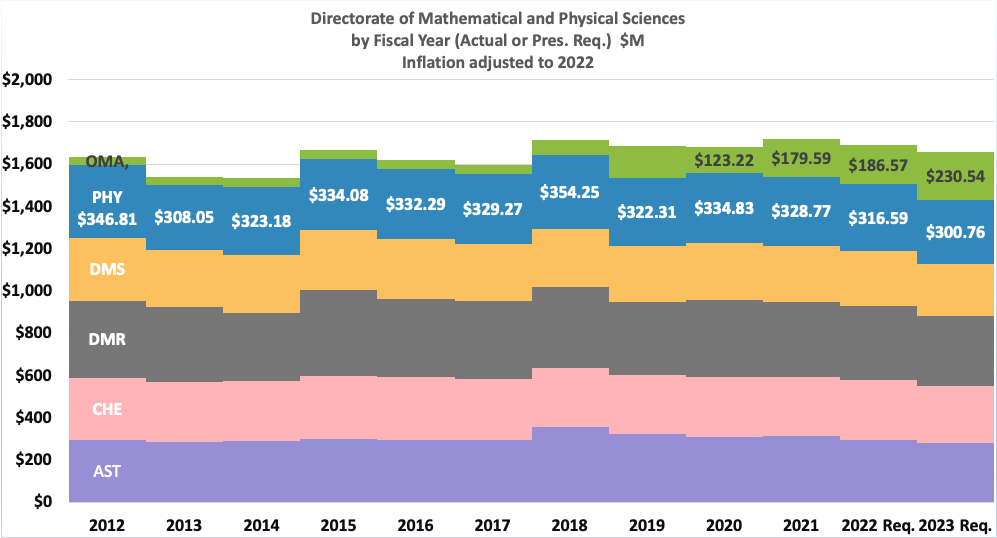 Directorate of Mathematical and Physical Sciences
by Fiscal Year (Actual or Pres. Req.) $M
Inflation adjusted to 2022
$2,000
$1,800
$1,600
$1,400
$1,200
$1,000
$800
$600
$400
$200
$0
OMA,
$123.22
$179.59
$186.57
$230.54
PHY
$346.81
$308.05
$323.18
$334.08
$332.29
$329.27
$354.25
$322.31
$334.83
$328.77
$316.59
$300.76
DMS
DMR
CHE
AST
2012 2013 2014 2015 2016 2017 2018 2019 2020 2021 2022 Req. 2023 Req.